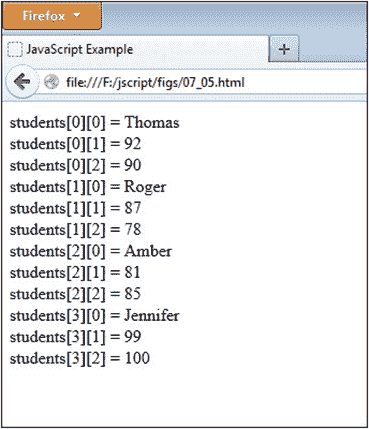 Firefox
JavaScript Example
file:///F:/jscript/figs/07_05.html
students[0][0] = Thomas
students[0][1] = 92
students[0][2] = 90
students[1][0] = Roger
students[1][1] = 87
students[1][2] = 78
students[2][0] = Amber
students[2][1] = 81
students[2][2] = 85
students[3][0] = Jennifer
students[3][1] = 99
students[3][2] = 100